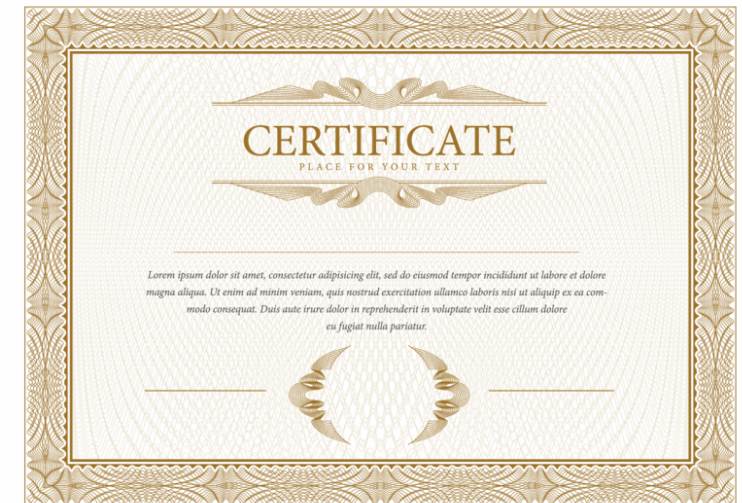 CERTIFICATE
PLACE FOR YOUR TEXT
Lorem ipsum dolor sit amet, consectetur adipisicing elit, sed do eiusmod tempor incididunt ut labore et dolore
magna aliqua. Ut enim ad minim veniam, quis nostrud exercitation ullamco laboris nisi ut aliquip ex ea com-
modo consequat. Duis aute irure dolor in reprehenderit in voluptate velit esse cillum dolore
eu fugiat nulla pariatur.